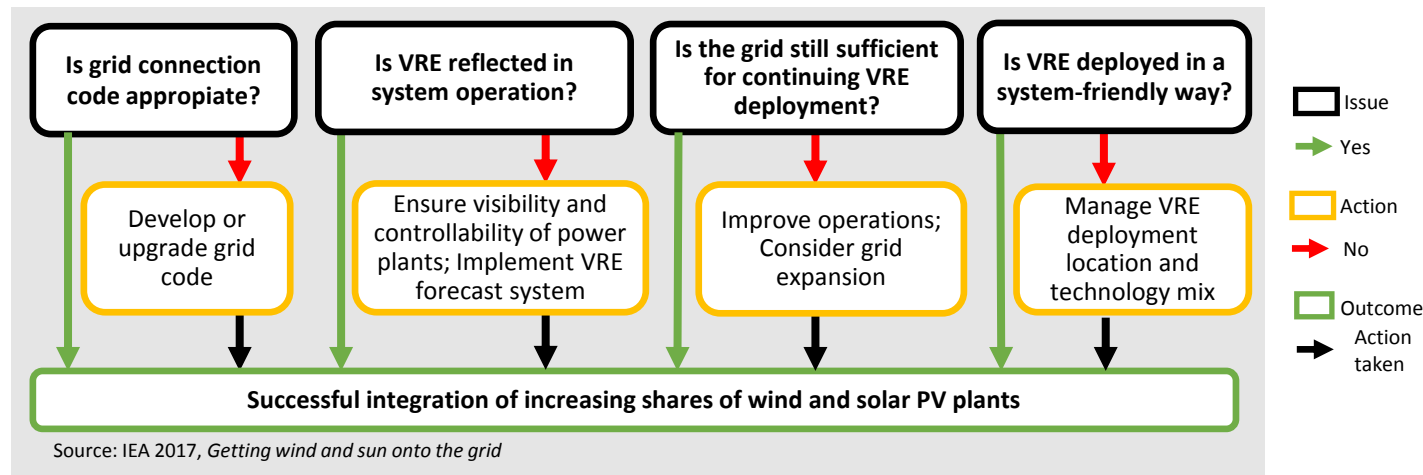 Is grid connection
code appropiate?
Is VRE reflected in
system operation?
Is the grid still sufficient
for continuing VRE
deployment?
Is VRE deployed in a
system-friendly way?
Develop or
upgrade grid
code
Ensure visibility and
controllability of power
plants; Implement VRE
forecast system
Improve operations;
Consider grid
expansion
Manage VRE
deployment
location and
technology mix
Successful integration of increasing shares of wind and solar PV plants
Source: IEA 2017, Getting wind and sun onto the grid
Issue
Yes
Action
No
Outcome
Action
taken